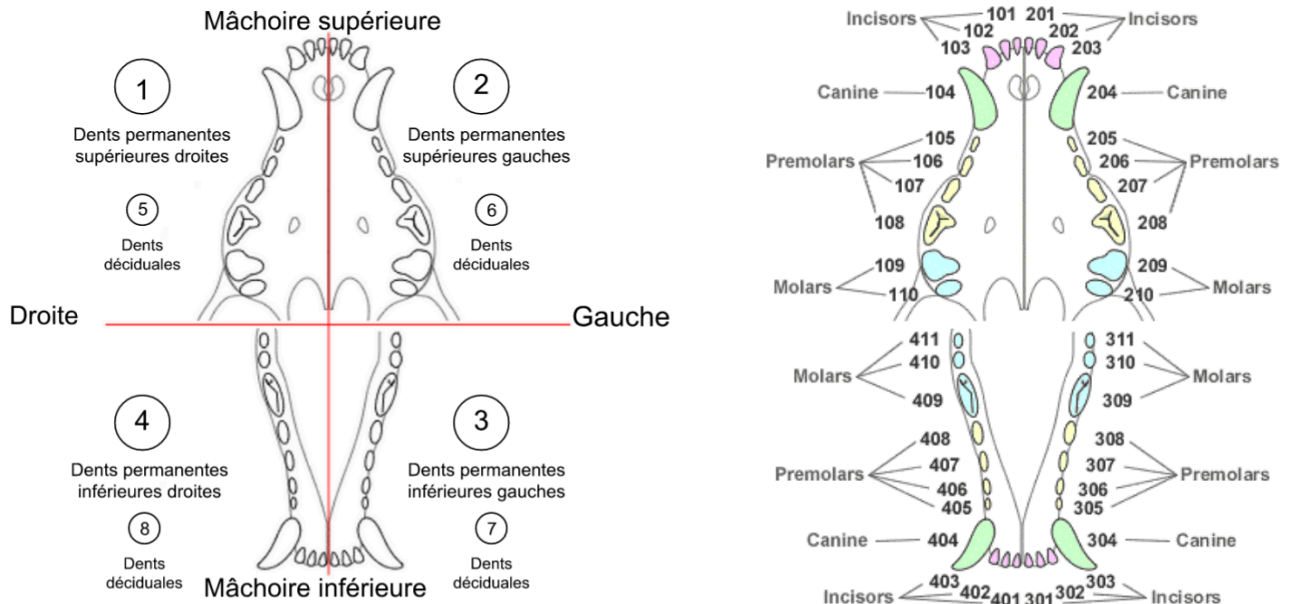 Mâchoire supérieure
1
Dents permanentes
supérieures droites
2
Dents permanentes
supérieures gauches
5
Dents
déciduales
6
Dents
déciduales
Droite
Gauche
4
Dents permanentes
inférieures droites
3
Dents permanentes
inférieures gauches
8
Dents
déciduales
7
Dents
déciduales
Mâchoire inférieure
Incisors 101 201 Incisors
102 202
103 203
Canine 104 204 Canine
105 205
Premolars 106 206 Premolars
107 207
108 208
109 209
Molars 110 210 Molars
411 311
410 310
Molars 409 309 Molars
408 308
407 307
Premolars 406 306 Premolars
405 305
Canine 404 304 Canine
403 303
Incisors 402 401 301 302 Incisors